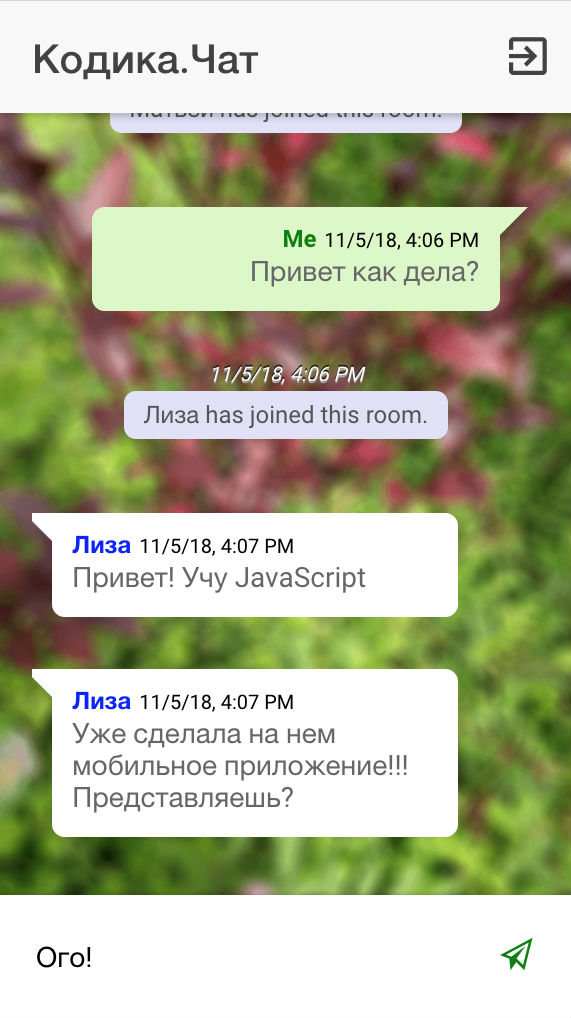 Кодика.Чат
Матвей has joined this room.
Me 11/5/18, 4:06 PM
Привет как дела?
11/5/18, 4:06 PM
Лиза has joined this room.
Лиза 11/5/18, 4:07 PM
Привет! Учу JavaScript
Лиза 11/5/18, 4:07 PM
Уже сделала на нем
мобильное приложение!!!
Представляешь?
Ого!